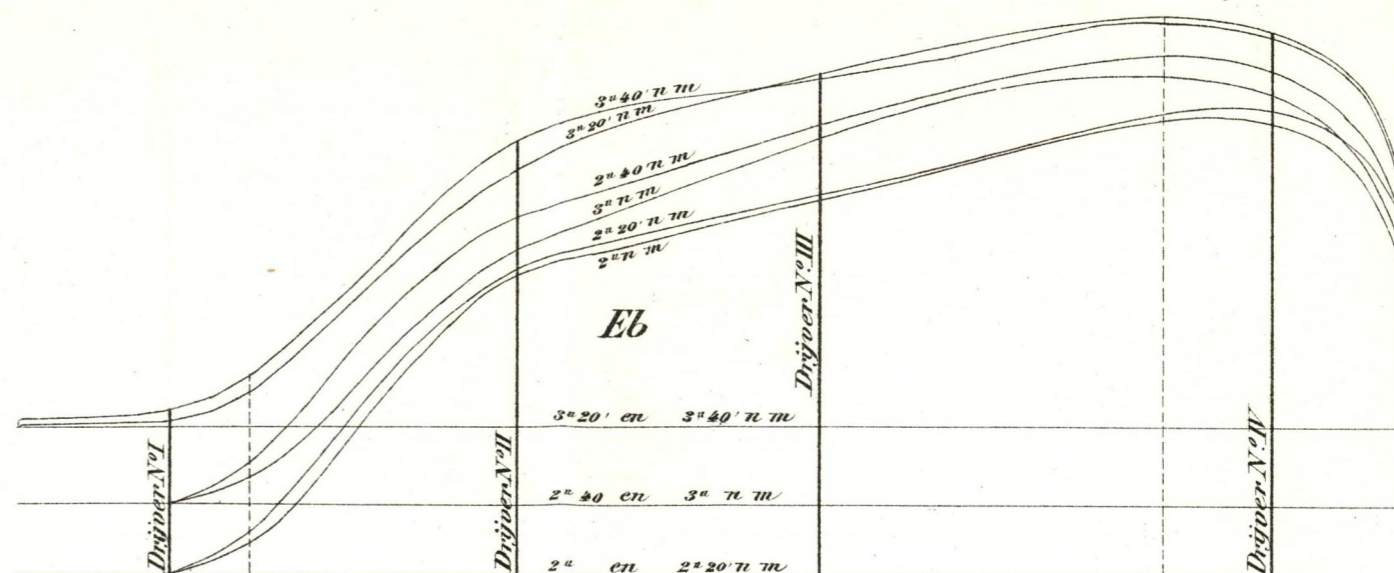 3ᵘ 40' n m
3ᵘ 20' n m
2ᵘ 40 n m
3ᵘ n m
2ᵘ 20' n m
2ᵘ n m
Eb
Drijver Nº I
Drijver Nº II
Drijver Nº III
Drijver Nº IV
3ᵘ 20' en 3ᵘ 40' n m
2ᵘ 40 en 3ᵘ n m
2ᵘ en 2ᵘ 20' n m